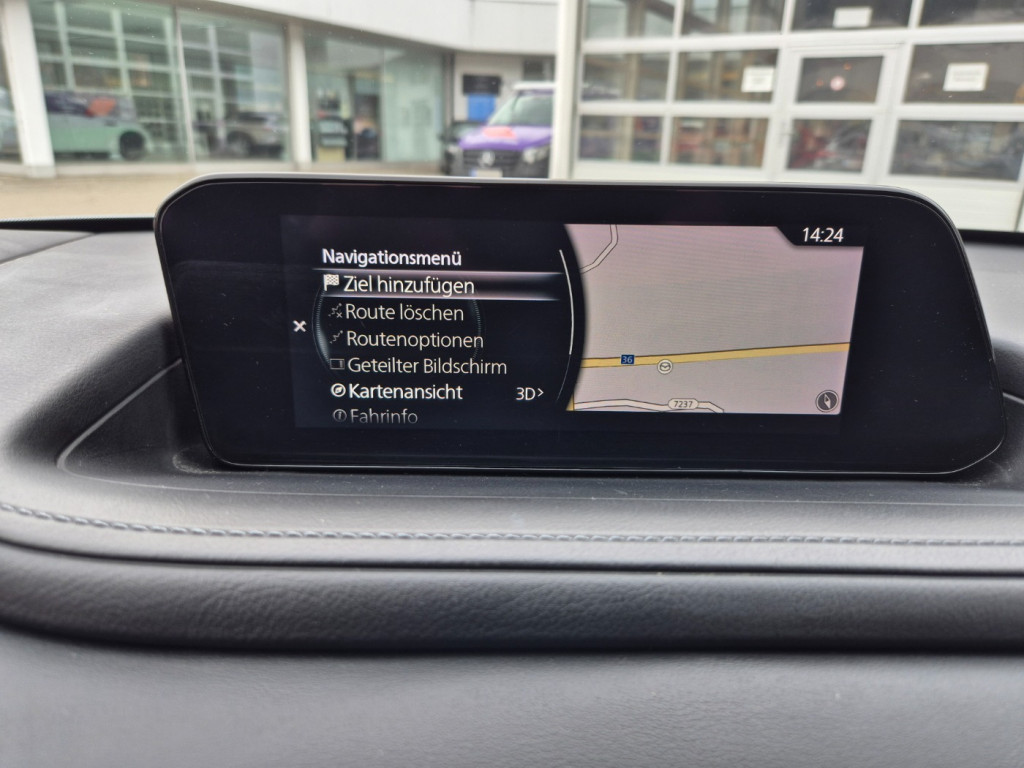 14:24
Navigationsmenü
Ziel hinzufügen
Route löschen
Routenoptionen
Geteilter Bildschirm
Kartenansicht 3D>
Fahrinfo
36
7237